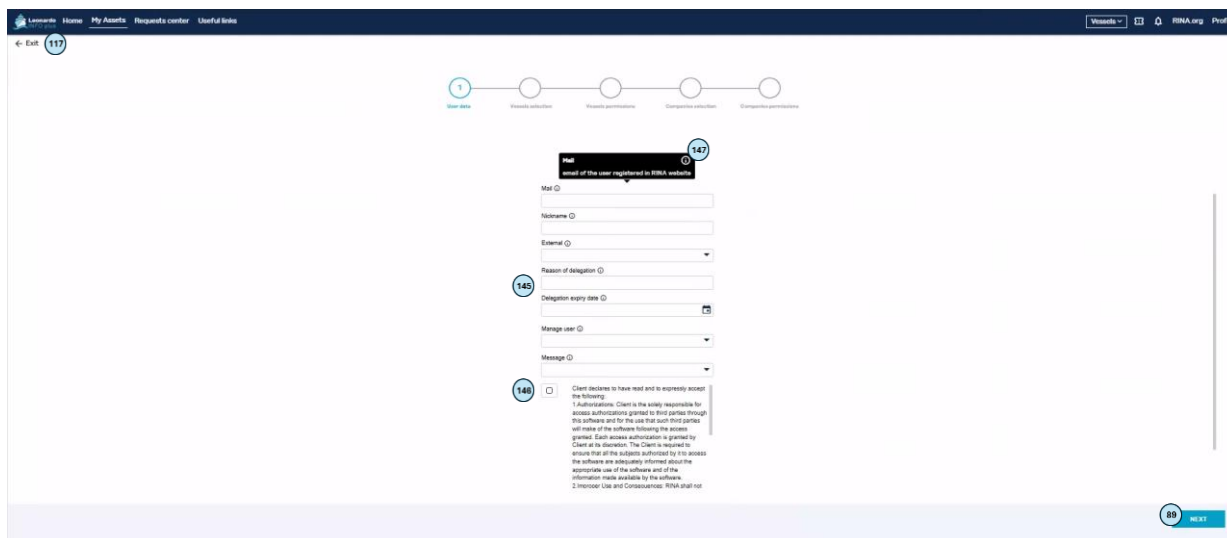 Leonardo Home My Assets Requests center Useful links Vessels RINA.org Prof
INFO plus
← Exit 117
1
User data Vessels selection Vessels permissions Companies selection Companies permissions
147
Mail
email of the user registered in RINA website
Mail
Nickname
External
Reason of delegation
145
Delegation expiry date
Manage user
Message
146
Client declares to have read and to expressly accept
the following:
1.Authorizations: Client is the solely responsible for
access authorizations granted to third parties through
this software and for the use that such third parties
will make of the software following the access
granted. Each access authorization is granted by
Client at its discretion. The Client is required to
ensure that all the subjects authorized by it to access
the software are adequately informed about the
appropriate use of the software and of the
information made available by the software.
2.Improper Use and Consequences: RINA shall not
89 NEXT